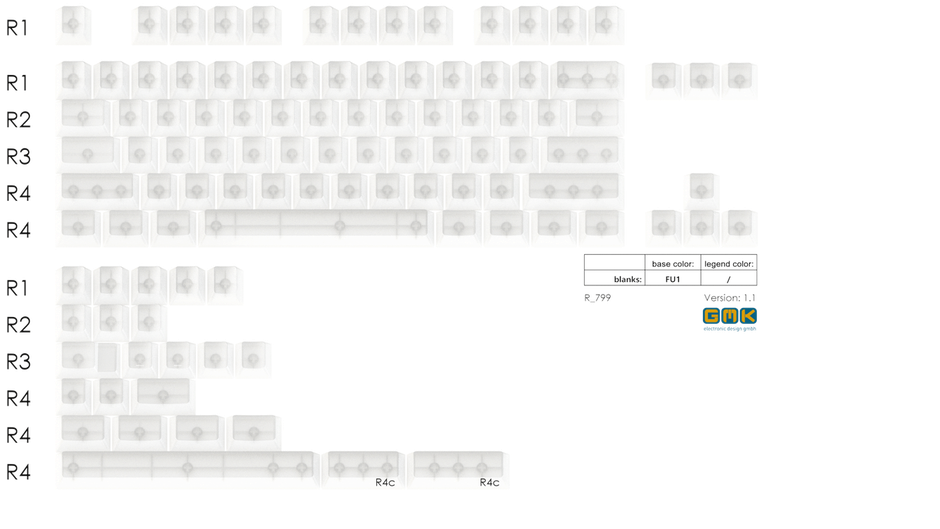 R1
R1
R2
R3
R4
R4
base color: legend color:
blanks: FU1 /
R_799 Version: 1.1
GMK
electronic design gmbh
R1
R2
R3
R4
R4
R4
R4c R4c